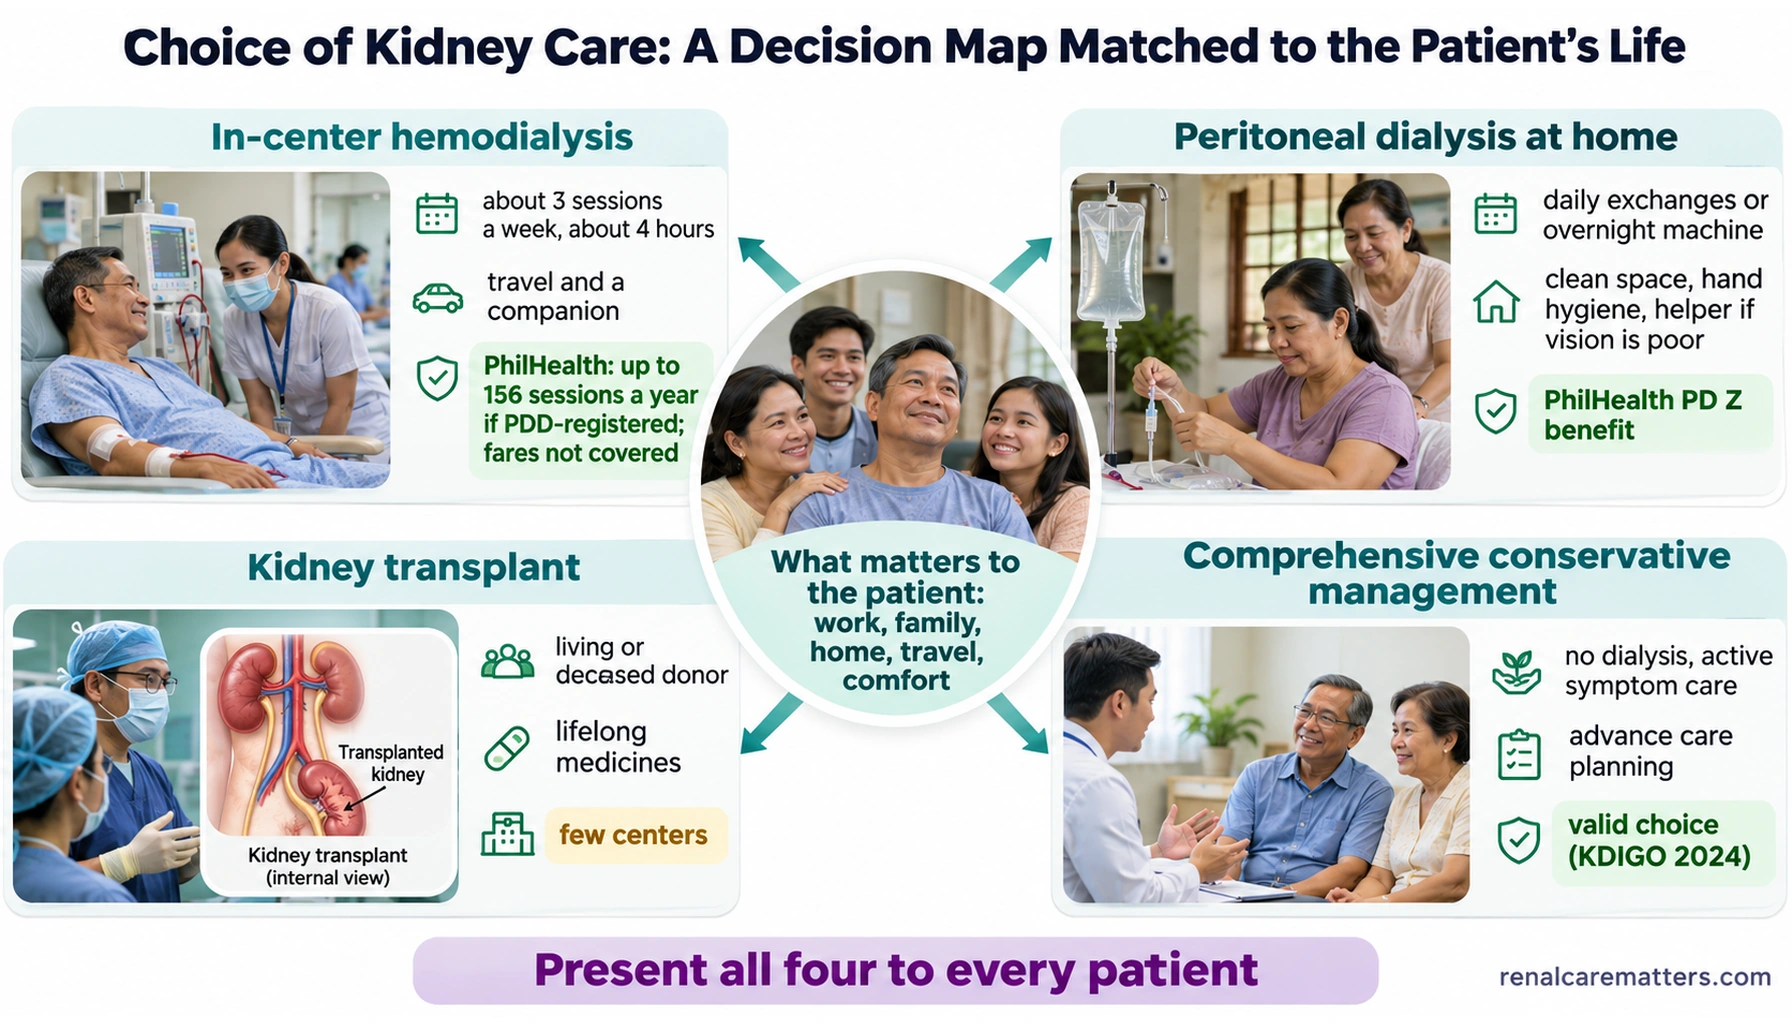 Choice of Kidney Care: A Decision Map Matched to the Patient's Life
In-center hemodialysis
about 3 sessions
a week, about 4 hours
travel and a
companion
PhilHealth: up to
156 sessions a year
if PDD-registered;
fares not covered
Peritoneal dialysis at home
daily exchanges or
overnight machine
clean space, hand
hygiene, helper if
vision is poor
PhilHealth PD Z
benefit
What matters to
the patient:
work, family,
home, travel,
comfort
Kidney transplant
Transplanted
kidney
Kidney transplant
(internal view)
living or
deceased donor
lifelong
medicines
few centers
Comprehensive conservative
management
no dialysis, active
symptom care
advance care
planning
valid choice
(KDIGO 2024)
Present all four to every patient
renalcarematters.com